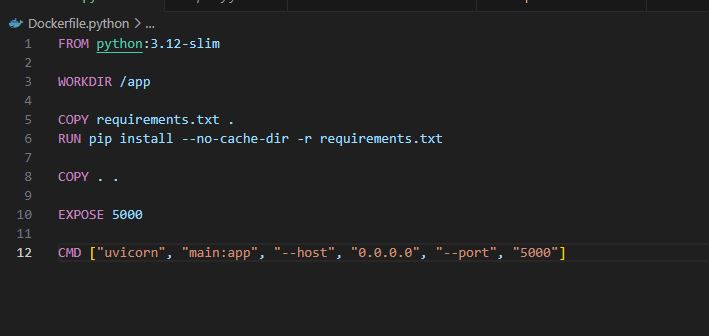 Dockerfile.python > ...
1 FROM python:3.12-slim
2
3 WORKDIR /app
4
5 COPY requirements.txt .
6 RUN pip install --no-cache-dir -r requirements.txt
7
8 COPY . .
9
10 EXPOSE 5000
11
12 CMD ["uvicorn", "main:app", "--host", "0.0.0.0", "--port", "5000"]